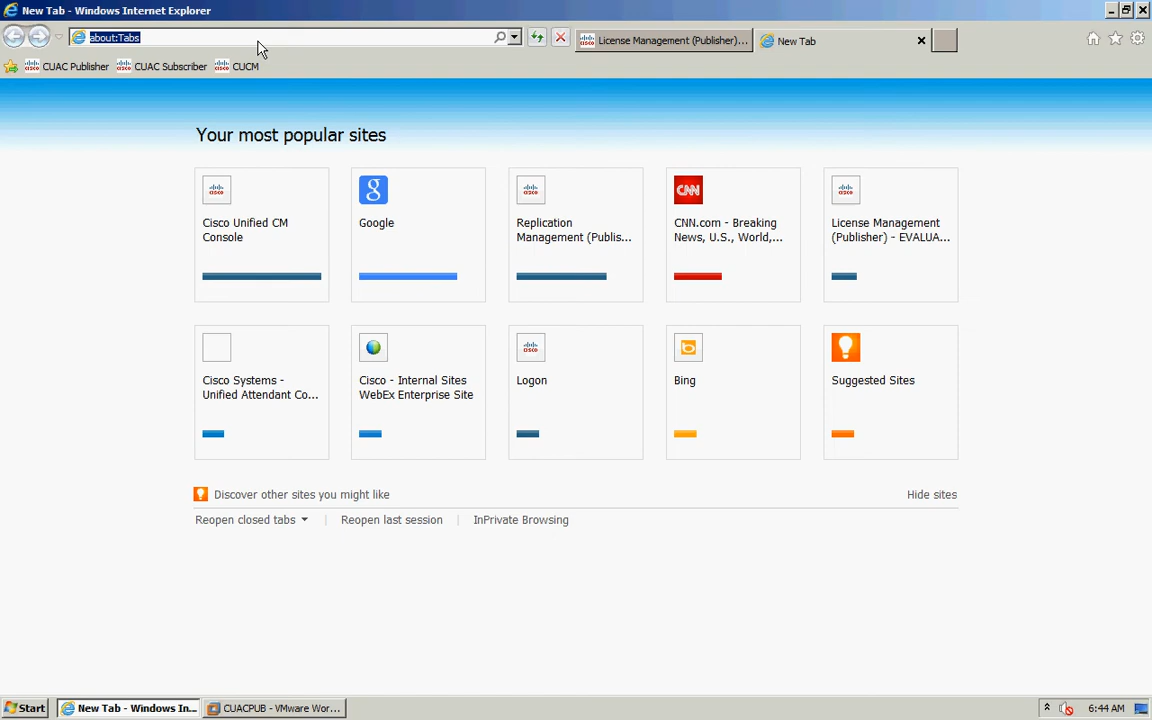 New Tab - Windows Internet Explorer
about:Tabs
License Management (Publisher)...
New Tab
CUAC Publisher
CUAC Subscriber
CUCM
Your most popular sites
Cisco Unified CM
Console
Google
Replication
Management (Publis...
CNN
CNN.com - Breaking
News, U.S., World,...
License Management
(Publisher) - EVALUA...
Cisco Systems -
Unified Attendant Co...
Cisco - Internal Sites
WebEx Enterprise Site
Logon
Bing
Suggested Sites
Discover other sites you might like
Hide sites
Reopen closed tabs
Reopen last session
InPrivate Browsing
Start
New Tab - Windows In...
CUACPUB - VMware Wor...
6:44 AM